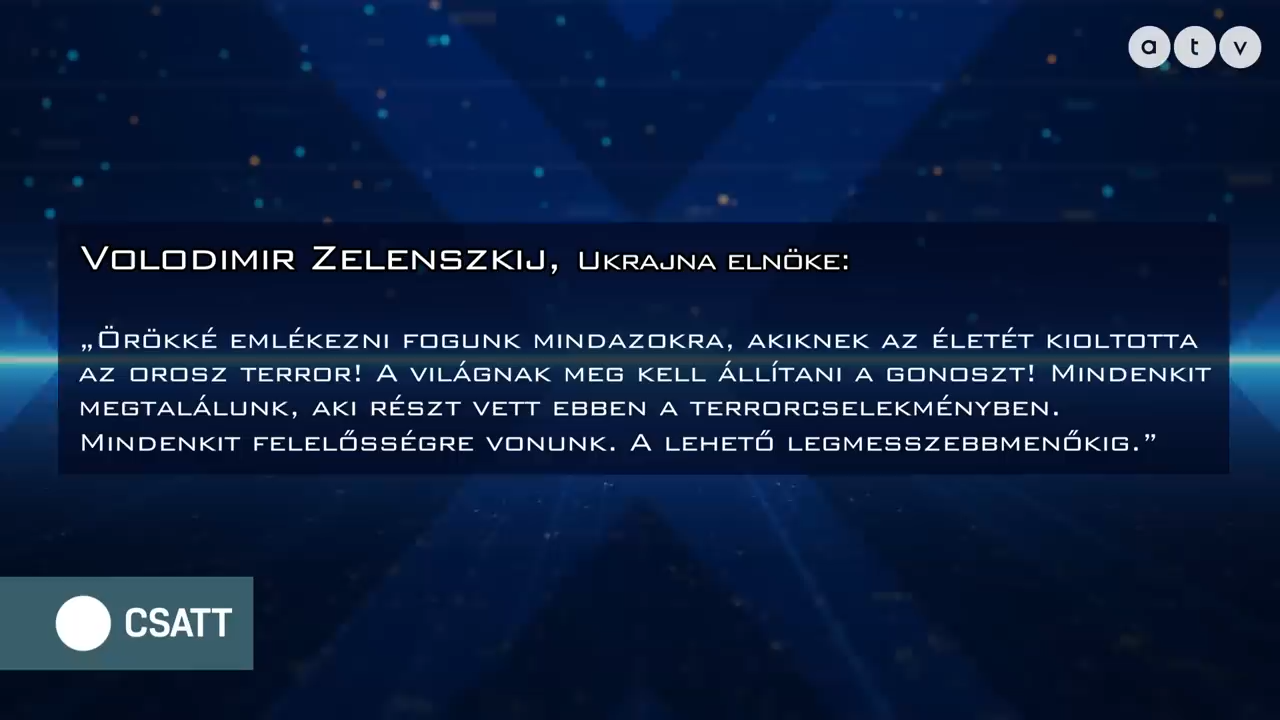 atv
Volodimir Zelenszkij, Ukrajna elnöke:
„Örökké emlékezni fogunk mindazokra, akiknek az életét kioltotta
az orosz terror! A világnak meg kell állítani a gonoszt! Mindenkit
megtalálunk, aki részt vett ebben a terrorcselekményben.
Mindenkit felelősségre vonunk. A lehető legmesszebbmenőkig.”
CSATT